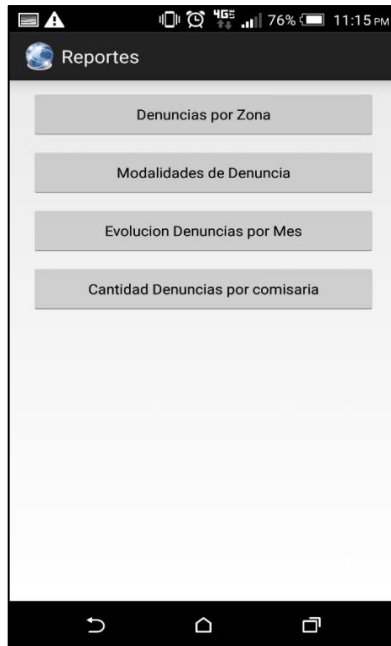 4G 76% 11:15 PM
Reportes
Denuncias por Zona
Modalidades de Denuncia
Evolucion Denuncias por Mes
Cantidad Denuncias por comisaria